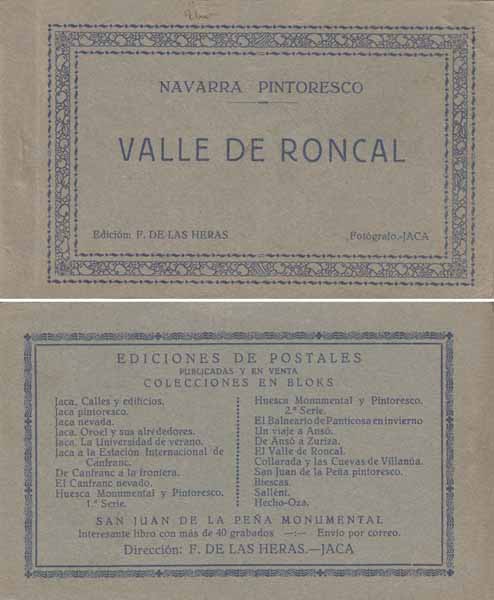 NAVARRA PINTORESCO
VALLE DE RONCAL
Edición: F. DE LAS HERAS. Fotógrafo.-JACA
EDICIONES DE POSTALES
PUBLICADAS Y EN VENTA
COLECCIONES EN BLOKS
Jaca, Calles y edificios.
Jaca pintoresco.
Jaca nevada.
Jaca. Oroel y sus alrededores.
Jaca. La Universidad de verano.
Jaca a la Estación Internacional de
Canfranc.
De Canfranc a la frontera.
El Canfranc nevado.
Huesca Monumental y Pintoresco.
1.ª Serie.
Huesca Monumental y Pintoresco.
2.ª Serie.
El Balneario de Panticosa en invierno
Un viaje a Ansó.
De Ansó a Zuriza.
El Valle de Roncal.
Collarada y las Cuevas de Villanúa.
San Juan de la Peña pintoresco.
Biescas.
Sallent.
Hecho-Oza.
SAN JUAN DE LA PEÑA MONUMENTAL
Interesante libro con más de 40 grabados —:— Envío por correo.
Dirección: F. DE LAS HERAS.—JACA